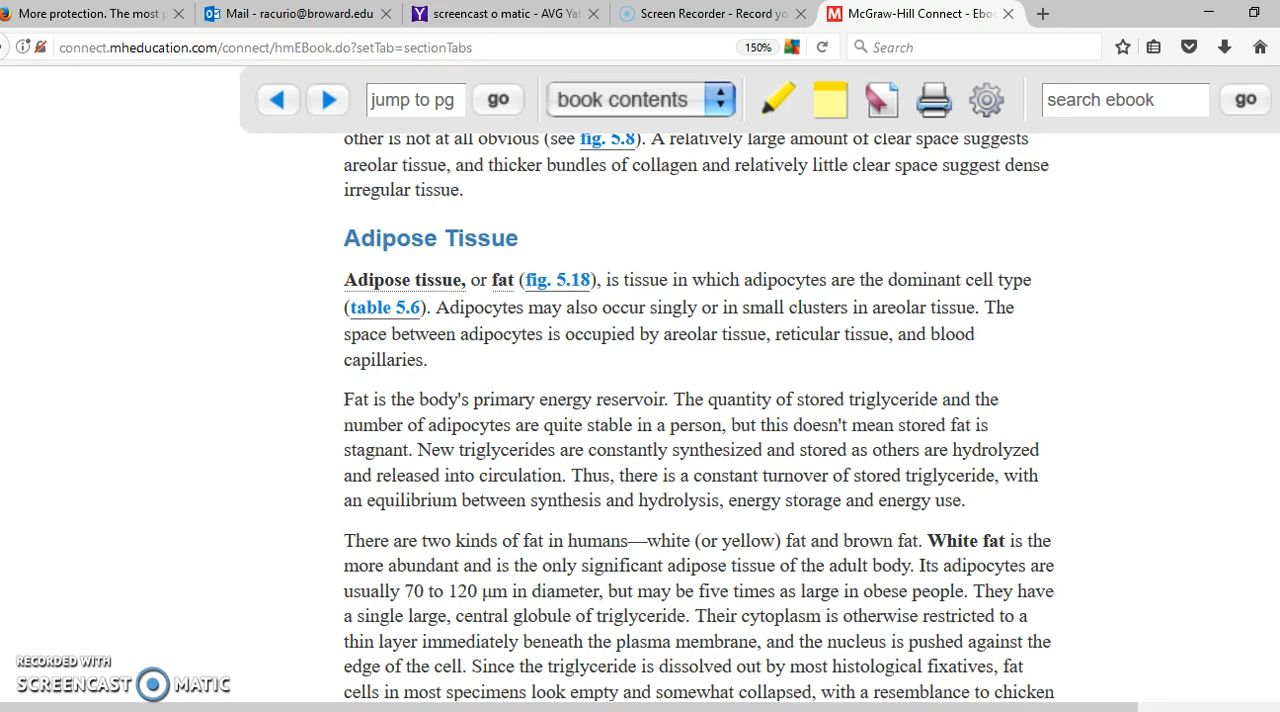 More protection. The most p
Mail - racurio@broward.edu
screencast o matic - AVG Ya
Screen Recorder - Record yo
McGraw-Hill Connect - Eboo
connect.mheducation.com/connect/hmEBook.do?setTab=sectionTabs
150%
Search
jump to pg
go
book contents
search ebook
go
other is not at all obvious (see fig. 5.8). A relatively large amount of clear space suggests
areolar tissue, and thicker bundles of collagen and relatively little clear space suggest dense
irregular tissue.
Adipose Tissue
Adipose tissue, or fat (fig. 5.18), is tissue in which adipocytes are the dominant cell type
(table 5.6). Adipocytes may also occur singly or in small clusters in areolar tissue. The
space between adipocytes is occupied by areolar tissue, reticular tissue, and blood
capillaries.
Fat is the body's primary energy reservoir. The quantity of stored triglyceride and the
number of adipocytes are quite stable in a person, but this doesn't mean stored fat is
stagnant. New triglycerides are constantly synthesized and stored as others are hydrolyzed
and released into circulation. Thus, there is a constant turnover of stored triglyceride, with
an equilibrium between synthesis and hydrolysis, energy storage and energy use.
There are two kinds of fat in humans—white (or yellow) fat and brown fat. White fat is the
more abundant and is the only significant adipose tissue of the adult body. Its adipocytes are
usually 70 to 120 μm in diameter, but may be five times as large in obese people. They have
a single large, central globule of triglyceride. Their cytoplasm is otherwise restricted to a
thin layer immediately beneath the plasma membrane, and the nucleus is pushed against the
edge of the cell. Since the triglyceride is dissolved out by most histological fixatives, fat
cells in most specimens look empty and somewhat collapsed, with a resemblance to chicken
RECORDED WITH
SCREENCAST MATIC